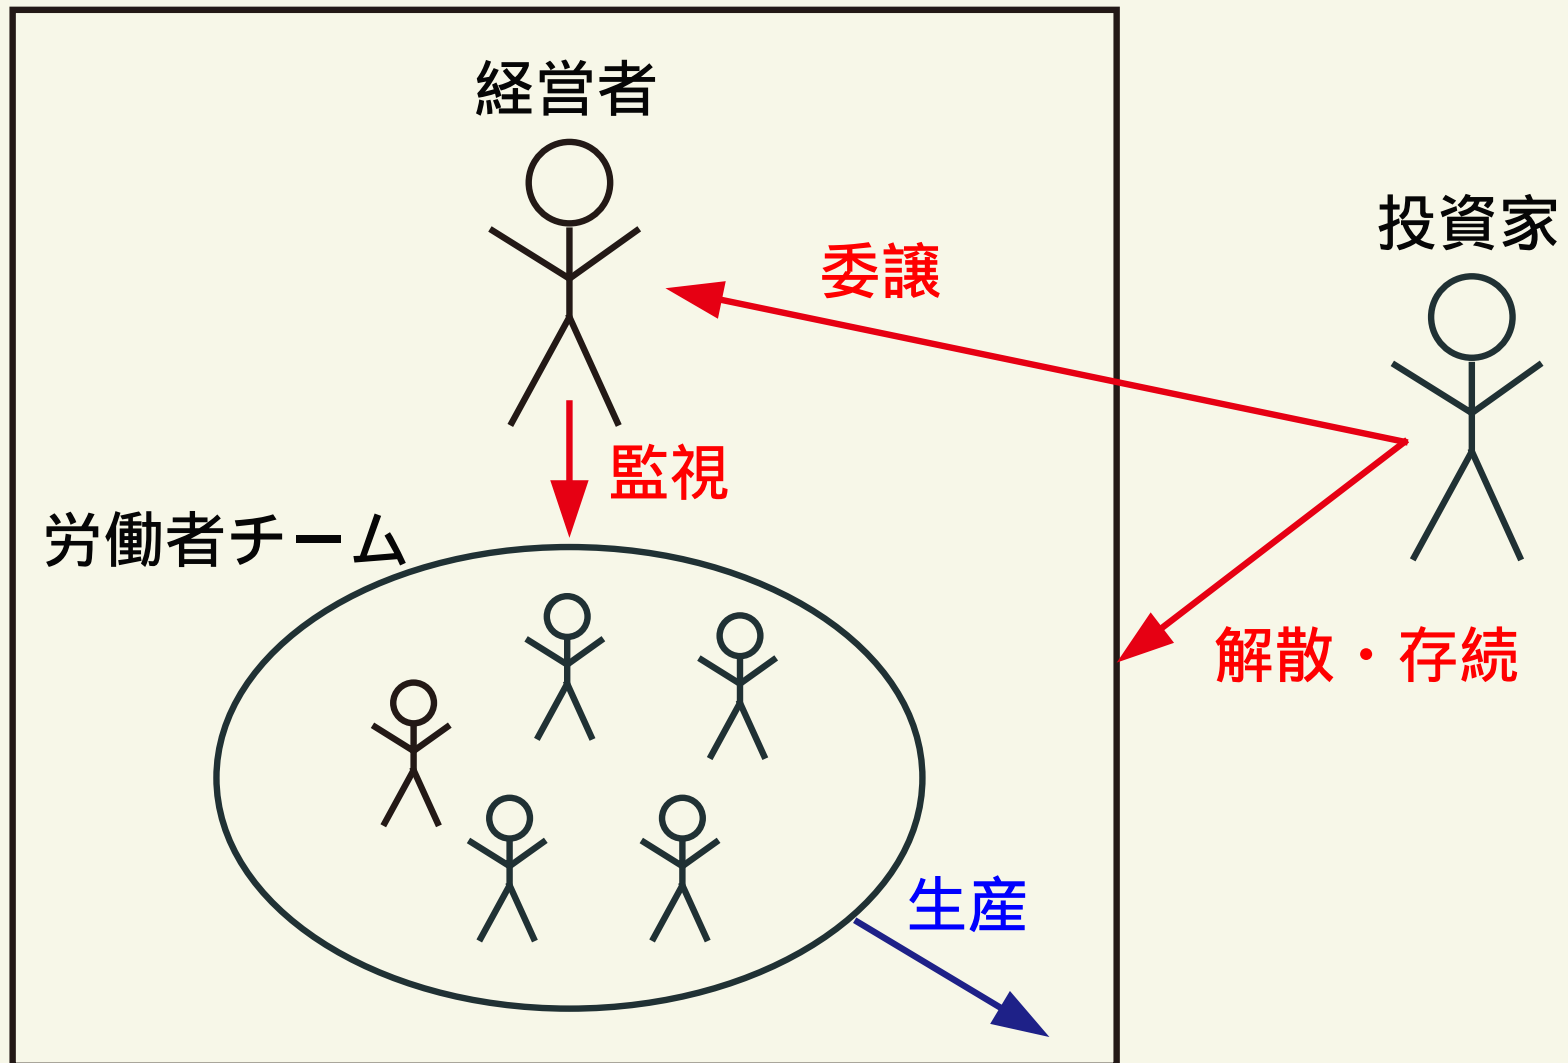 経営者
投資家
委譲
監視
労働者チーム
解散・存続
生産